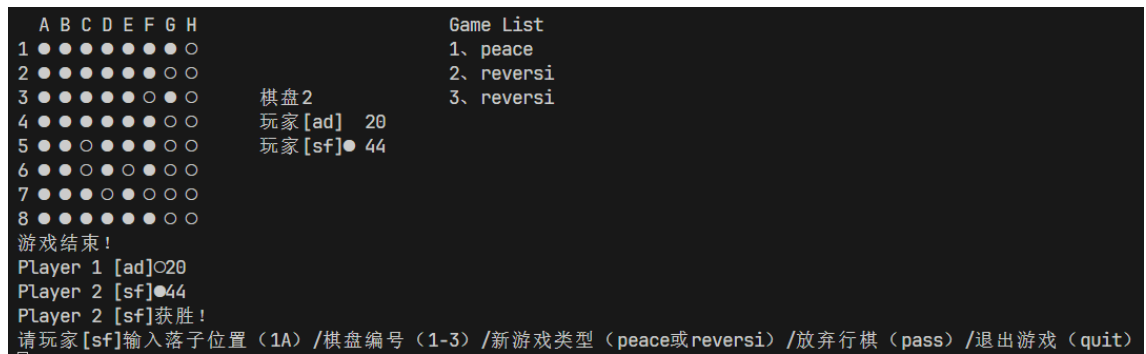 A B C D E F G H Game List
1 ● ● ● ● ● ● ● ○ 1、peace
2 ● ● ● ● ● ● ○ ○ 2、reversi
3 ● ● ● ● ● ○ ● ○ 棋盘2 3、reversi
4 ● ● ● ● ● ● ○ ○ 玩家[ad] 20
5 ● ● ○ ● ● ● ○ ○ 玩家[sf]● 44
6 ● ● ○ ● ○ ● ○ ○
7 ● ● ● ○ ● ○ ○ ○
8 ● ● ● ● ● ● ○ ○
游戏结束!
Player 1 [ad]○20
Player 2 [sf]●44
Player 2 [sf]获胜!
请玩家[sf]输入落子位置（1A）/棋盘编号（1-3）/新游戏类型（peace或reversi）/放弃行棋（pass）/退出游戏（quit）